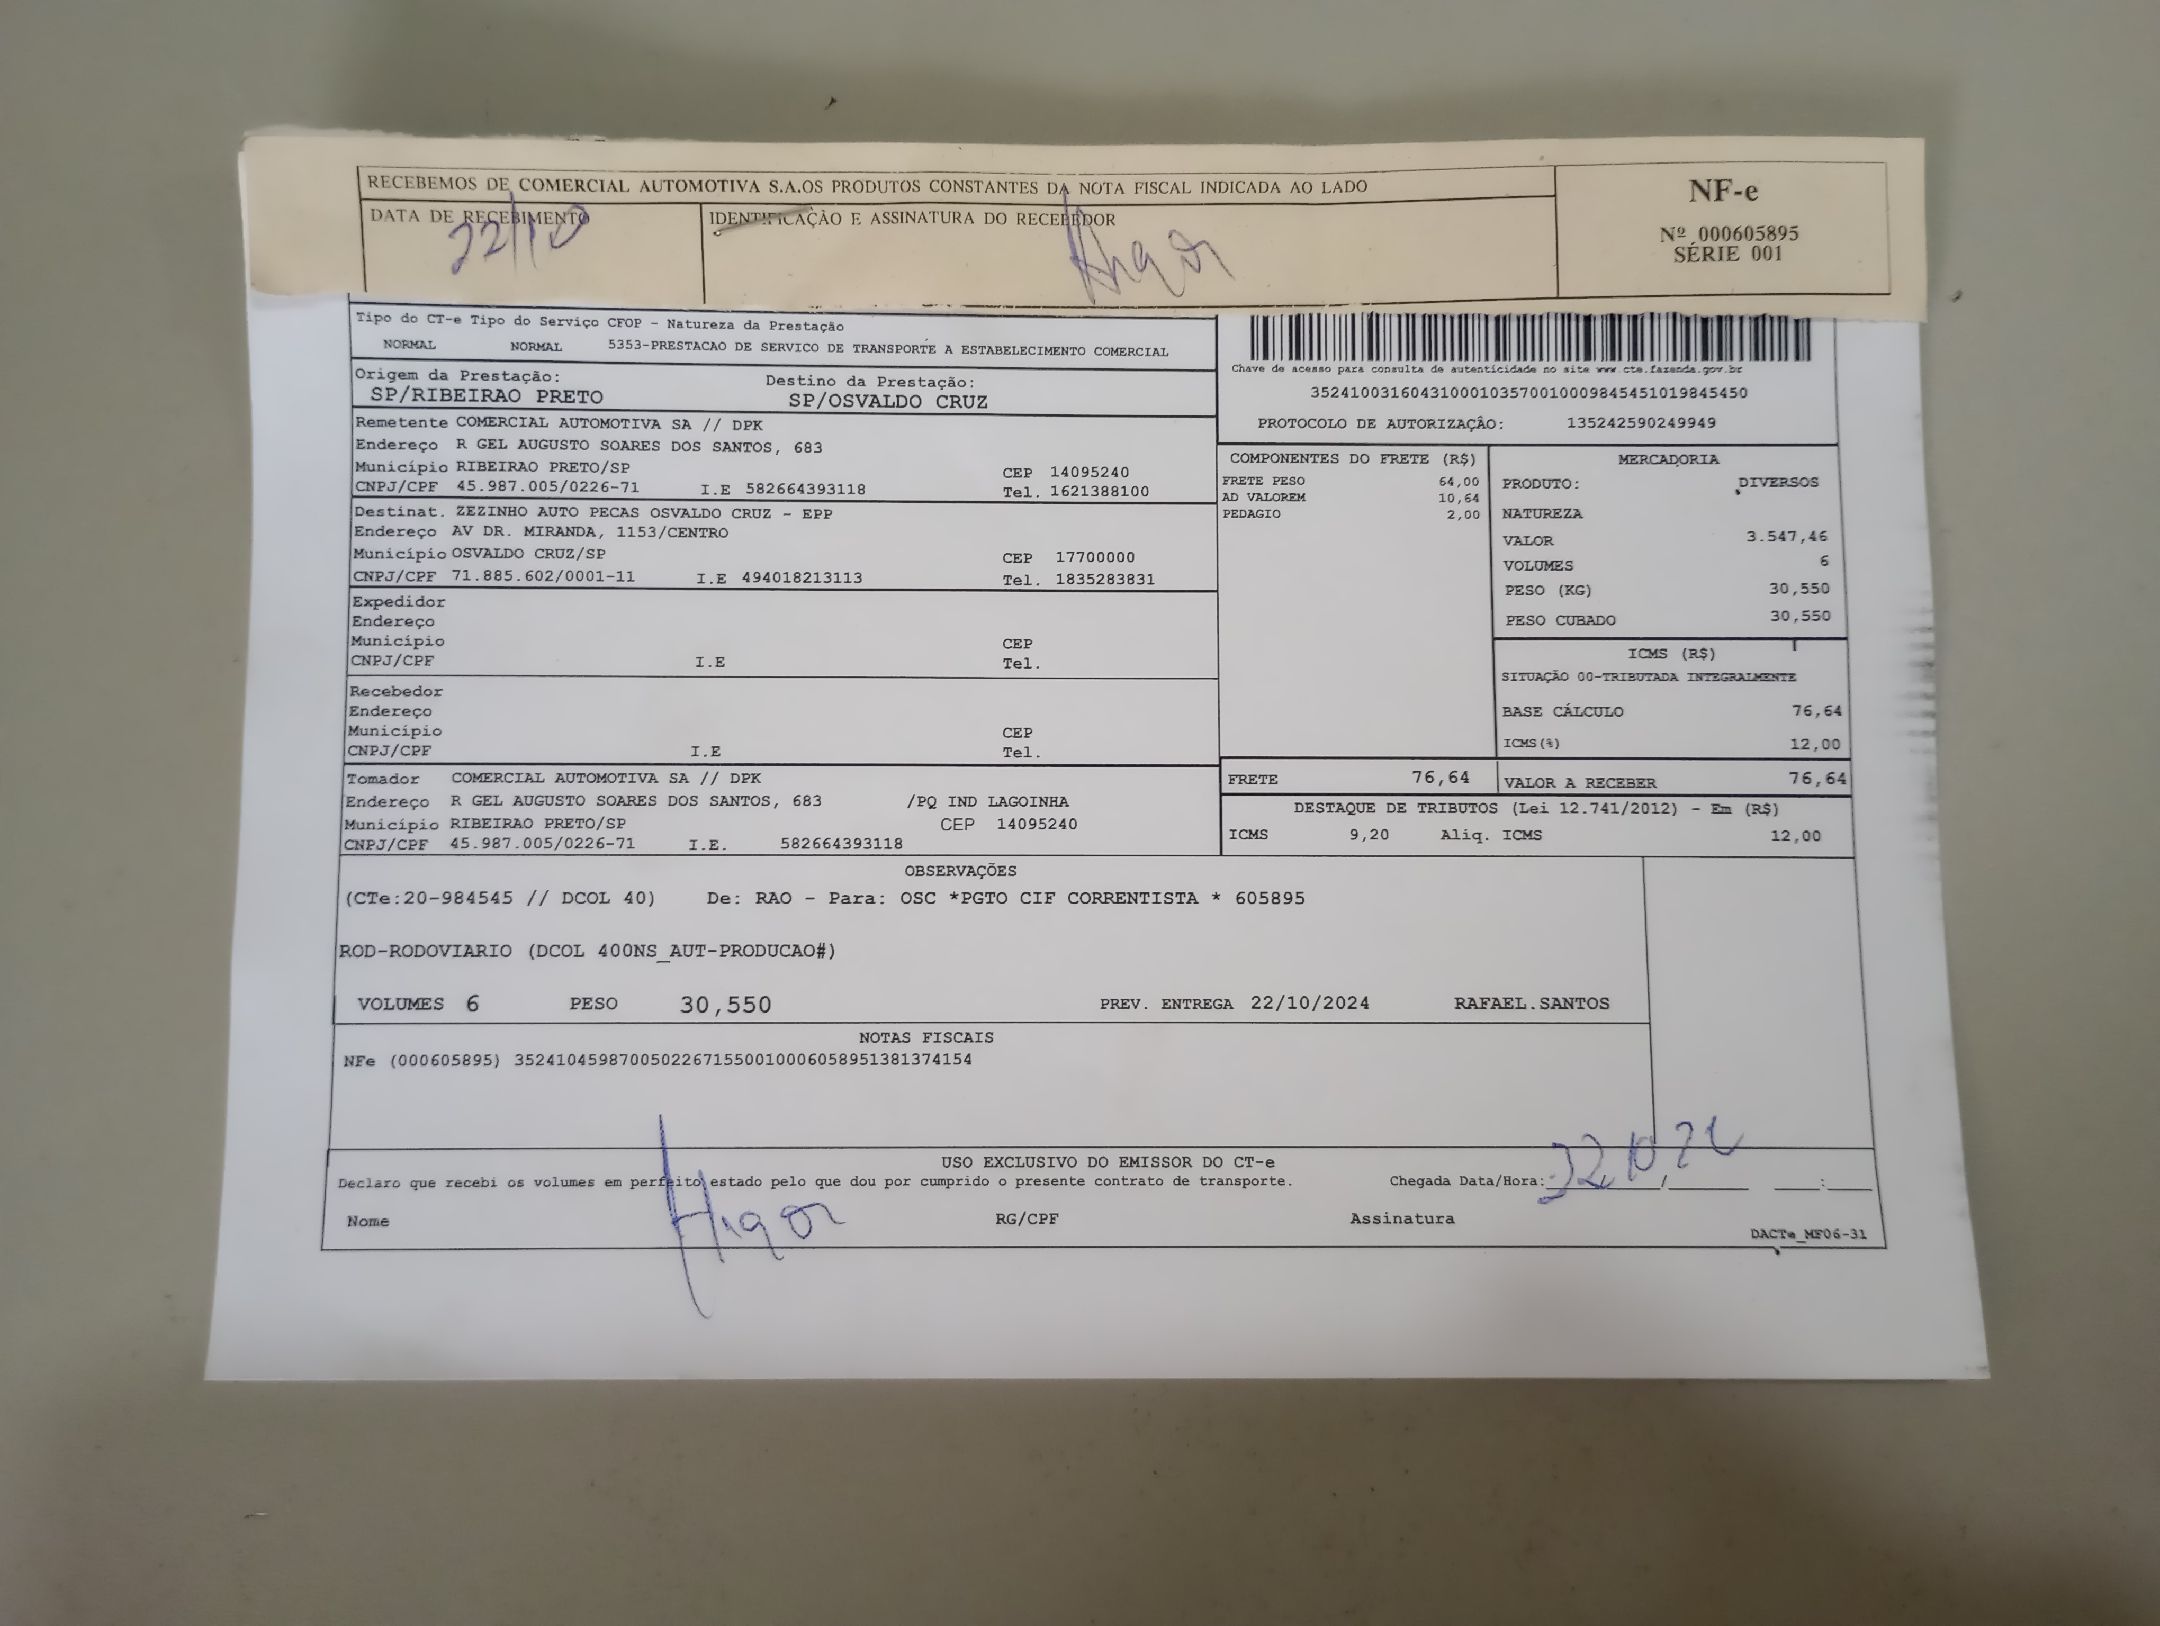 RECEBEMOS DE COMERCIAL AUTOMOTIVA S.A.OS PRODUTOS CONSTANTES DA NOTA FISCAL INDICADA AO LADO
DATA DE RECEBIMENTO IDENTIFICAÇÃO E ASSINATURA DO RECEBEDOR
22/10 Higor
NF-e
Nº 000605895
SÉRIE 001
Tipo do CT-e Tipo do Serviço CFOP - Natureza da Prestação
NORMAL NORMAL 5353-PRESTACAO DE SERVICO DE TRANSPORTE A ESTABELECIMENTO COMERCIAL
Origem da Prestação: Destino da Prestação:
SP/RIBEIRAO PRETO SP/OSVALDO CRUZ
Remetente COMERCIAL AUTOMOTIVA SA // DPK
Endereço R GEL AUGUSTO SOARES DOS SANTOS, 683
Município RIBEIRAO PRETO/SP CEP 14095240
CNPJ/CPF 45.987.005/0226-71 I.E 582664393118 Tel. 1621388100
Destinat. ZEZINHO AUTO PECAS OSVALDO CRUZ - EPP
Endereço AV DR. MIRANDA, 1153/CENTRO
Município OSVALDO CRUZ/SP CEP 17700000
CNPJ/CPF 71.885.602/0001-11 I.E 494018213113 Tel. 1835283831
Expedidor
Endereço
Município CEP
CNPJ/CPF I.E Tel.
Recebedor
Endereço
Município CEP
CNPJ/CPF I.E Tel.
Tomador COMERCIAL AUTOMOTIVA SA // DPK
Endereço R GEL AUGUSTO SOARES DOS SANTOS, 683 /PQ IND LAGOINHA
Município RIBEIRAO PRETO/SP CEP 14095240
CNPJ/CPF 45.987.005/0226-71 I.E. 582664393118
Chave de acesso para consulta de autenticidade no site www.cte.fazenda.gov.br
35241003160431000103570010009845451019845450
PROTOCOLO DE AUTORIZAÇÃO: 135242590249949
COMPONENTES DO FRETE (R$)
FRETE PESO 64,00
AD VALOREM 10,64
PEDAGIO 2,00
MERCADORIA
PRODUTO: DIVERSOS
NATUREZA
VALOR 3.547,46
VOLUMES 6
PESO (KG) 30,550
PESO CUBADO 30,550
ICMS (R$)
SITUAÇÃO 00-TRIBUTADA INTEGRALMENTE
BASE CÁLCULO 76,64
ICMS(%) 12,00
FRETE 76,64 VALOR A RECEBER 76,64
DESTAQUE DE TRIBUTOS (Lei 12.741/2012) - Em (R$)
ICMS 9,20 Aliq. ICMS 12,00
OBSERVAÇÕES
(CTe:20-984545 // DCOL 40) De: RAO - Para: OSC *PGTO CIF CORRENTISTA * 605895
ROD-RODOVIARIO (DCOL 400NS_AUT-PRODUCAO#)
VOLUMES 6 PESO 30,550 PREV. ENTREGA 22/10/2024 RAFAEL.SANTOS
NOTAS FISCAIS
NFe (000605895) 35241045987005022671550010006058951381374154
USO EXCLUSIVO DO EMISSOR DO CT-e
Declaro que recebi os volumes em perfeito estado pelo que dou por cumprido o presente contrato de transporte. Chegada Data/Hora: 22 10
Nome Higor RG/CPF Assinatura
DACTe_MF06-31